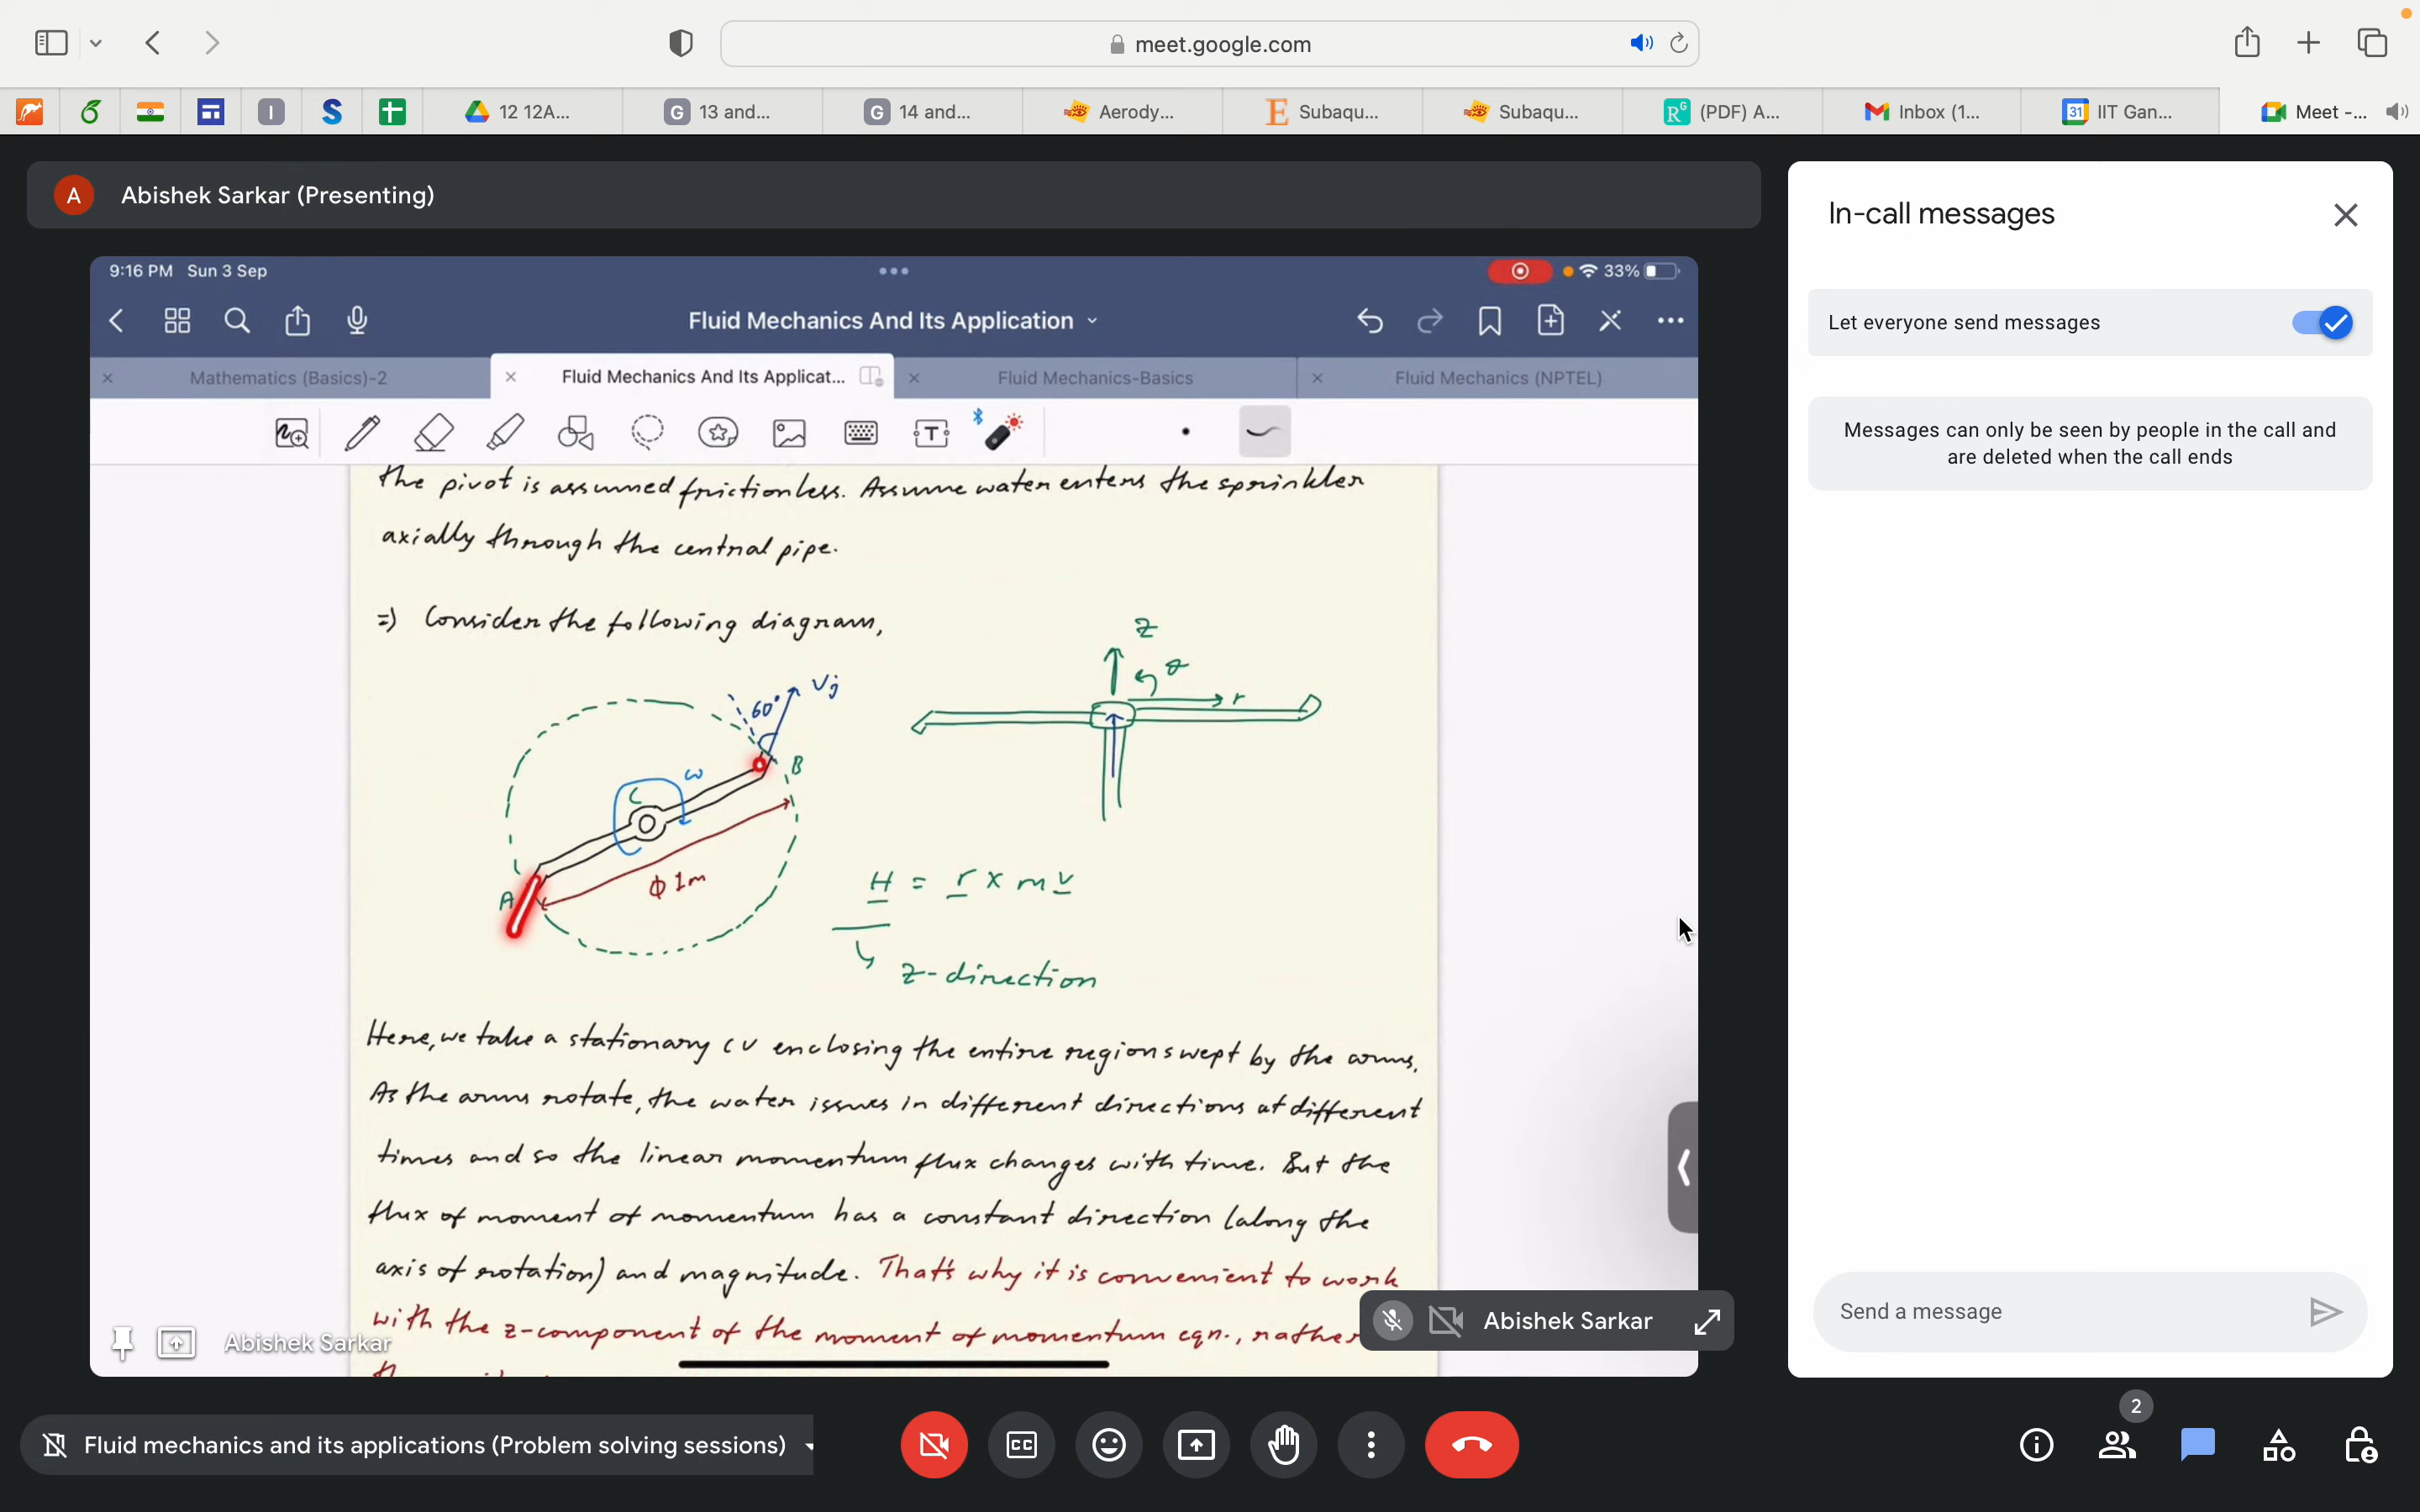 meet.google.com
12 12A...
G 13 and...
G 14 and...
Aerody...
E Subaqu...
Subaqu...
RG (PDF) A...
Inbox (1...
31 IIT Gan...
Meet -...
A Abishek Sarkar (Presenting)
9:16 PM Sun 3 Sep
33%
Fluid Mechanics And Its Application
Mathematics (Basics)-2
Fluid Mechanics And Its Applicat...
Fluid Mechanics-Basics
Fluid Mechanics (NPTEL)
the pivot is assumed frictionless. Assume water enters the sprinkler
axially through the central pipe.
=) Consider the following diagram,
z
θ
r
60° Vj
B
ω
C
A
ϕ 1m
H = r x m v
z-direction
Here, we take a stationary CV enclosing the entire region swept by the arms.
As the arms rotate, the water issues in different directions at different
times and so the linear momentum flux changes with time. But the
flux of moment of momentum has a constant direction (along the
axis of rotation) and magnitude. That's why it is convenient to work
with the z-component of the moment of momentum eqn., rather
Abishek Sarkar
Abishek Sarkar
Fluid mechanics and its applications (Problem solving sessions)
CC
2
In-call messages
Let everyone send messages
Messages can only be seen by people in the call and
are deleted when the call ends
Send a message